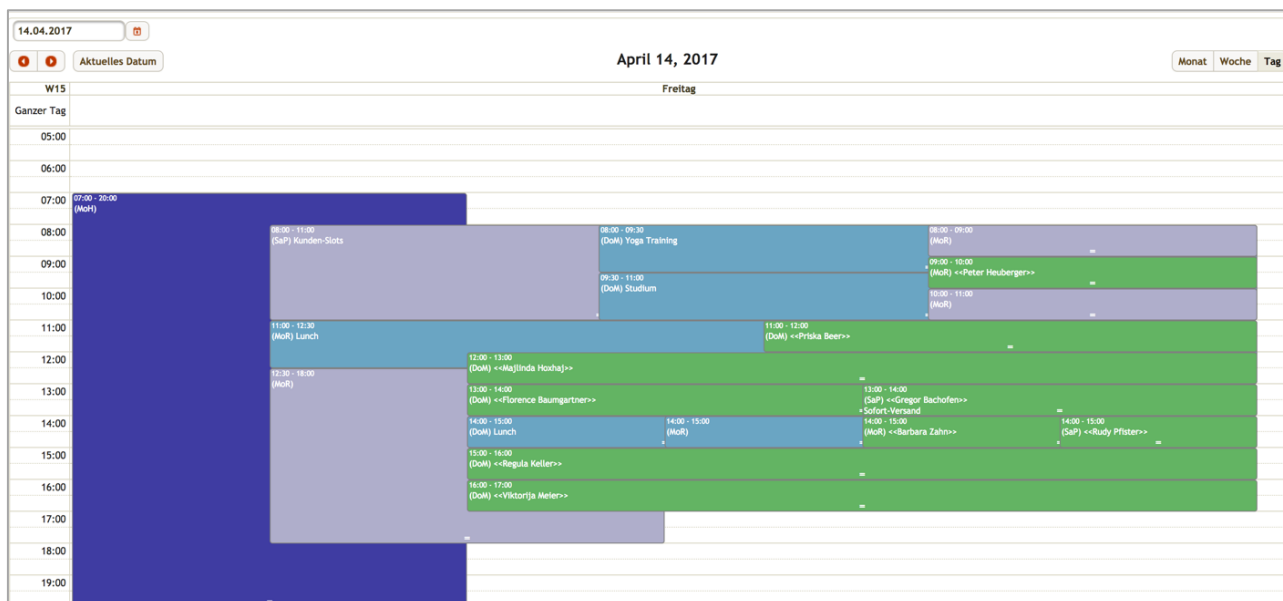 14.04.2017
Aktuelles Datum
April 14, 2017
Monat Woche Tag
W15
Freitag
Ganzer Tag
05:00
06:00
07:00
07:00 - 20:00
(MoH)
08:00
08:00 - 11:00
(SaP) Kunden-Slots
08:00 - 09:30
(DoM) Yoga Training
08:00 - 09:00
(MoR)
09:00
09:00 - 10:00
(MoR) <<Peter Heuberger>>
09:30 - 11:00
(DoM) Studium
10:00
10:00 - 11:00
(MoR)
11:00
11:00 - 12:30
(MoR) Lunch
11:00 - 12:00
(DoM) <<Priska Beer>>
12:00
12:00 - 13:00
(DoM) <<Majlinda Hoxhaj>>
12:30 - 18:00
(MoR)
13:00
13:00 - 14:00
(DoM) <<Florence Baumgartner>>
13:00 - 14:00
(SaP) <<Gregor Bachofen>>
Sofort-Versand
14:00
14:00 - 15:00
(DoM) Lunch
14:00 - 15:00
(MoR)
14:00 - 15:00
(MoR) <<Barbara Zahn>>
14:00 - 15:00
(SaP) <<Rudy Pfister>>
15:00
15:00 - 16:00
(DoM) <<Regula Keller>>
16:00
16:00 - 17:00
(DoM) <<Viktorija Meier>>
17:00
18:00
19:00